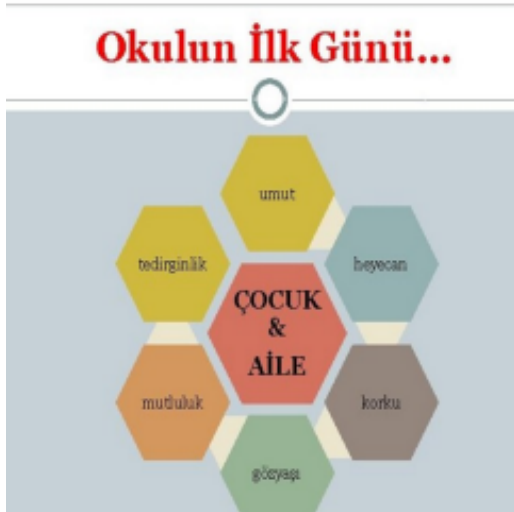 Okulun İlk Günü...
umut
tedirginlik
heyecan
ÇOCUK
&
AİLE
mutluluk
korku
gözyaşı